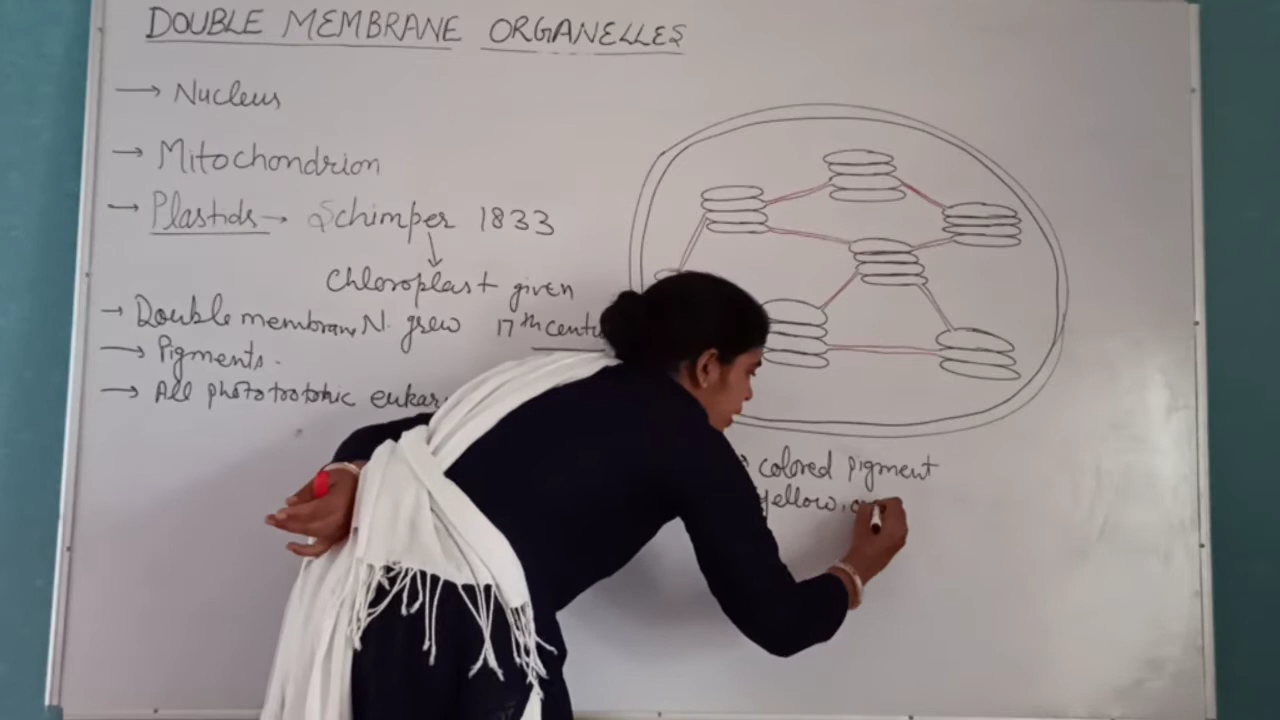 DOUBLE MEMBRANE ORGANELLES
→ Nucleus
→ Mitochondrion
→ Plastids → Schimper 1833
↓
Chloroplast given
→ Double membrane N. grew 17th centu
→ Pigments.
→ All phototrotophic eukar
colored pigment
yellow,